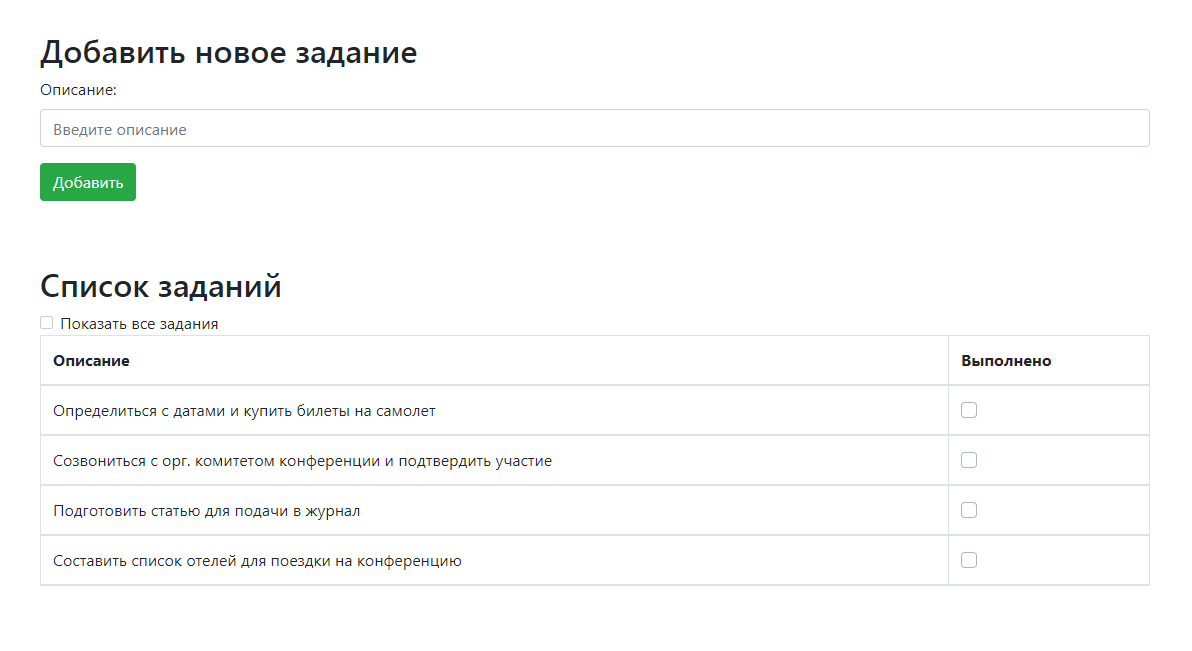 Добавить новое задание
Описание:
Введите описание
Добавить
Список заданий
Показать все задания
Описание Выполнено
Определиться с датами и купить билеты на самолет
Созвониться с орг. комитетом конференции и подтвердить участие
Подготовить статью для подачи в журнал
Составить список отелей для поездки на конференцию